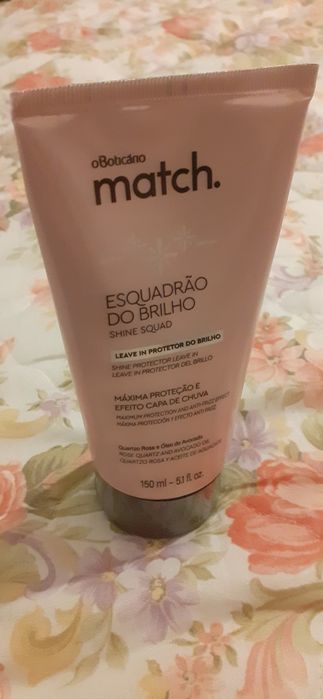 oBoticário
match.
ESQUADRÃO
DO BRILHO
SHINE SQUAD
LEAVE IN PROTETOR DO BRILHO
SHINE PROTECTOR LEAVE IN
LEAVE IN PROTECTOR DEL BRILLO
MÁXIMA PROTEÇÃO E
EFEITO CAPA DE CHUVA
MAXIMUM PROTECTION AND ANTI-FRIZZ EFFECT
MÁXIMA PROTECCIÓN Y EFECTO ANTI FRIZZ
Quartzo Rosa e Óleo de Avocado
ROSE QUARTZ AND AVOCADO OIL
QUARTZO ROSA Y ACEITE DE AGUACATE
150 ml - 5.1 fl. oz.